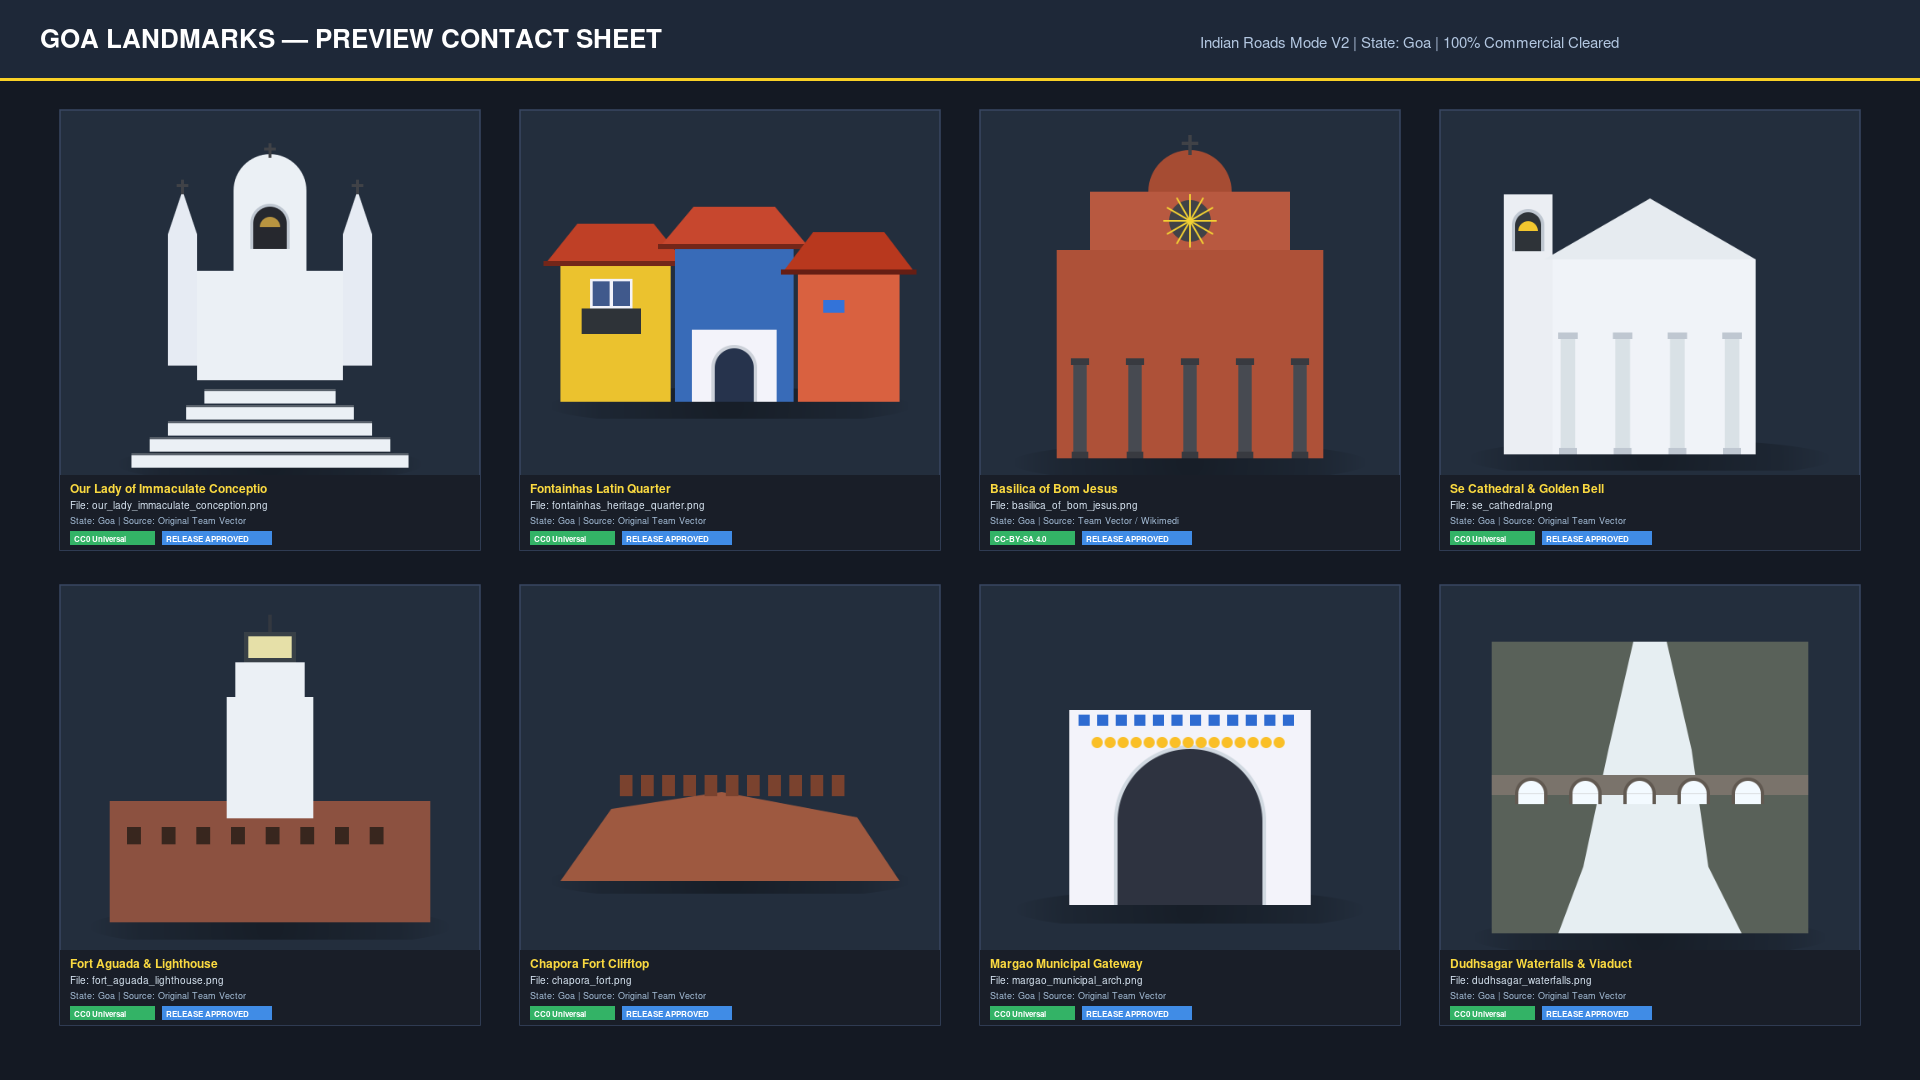 GOA LANDMARKS — PREVIEW CONTACT SHEET
Indian Roads Mode V2 | State: Goa | 100% Commercial Cleared
Our Lady of Immaculate Conceptio
File: our_lady_immaculate_conception.png
State: Goa | Source: Original Team Vector
CC0 Universal
RELEASE APPROVED
Fontainhas Latin Quarter
File: fontainhas_heritage_quarter.png
State: Goa | Source: Original Team Vector
CC0 Universal
RELEASE APPROVED
Basilica of Bom Jesus
File: basilica_of_bom_jesus.png
State: Goa | Source: Team Vector / Wikimedi
CC-BY-SA 4.0
RELEASE APPROVED
Se Cathedral & Golden Bell
File: se_cathedral.png
State: Goa | Source: Original Team Vector
CC0 Universal
RELEASE APPROVED
Fort Aguada & Lighthouse
File: fort_aguada_lighthouse.png
State: Goa | Source: Original Team Vector
CC0 Universal
RELEASE APPROVED
Chapora Fort Clifftop
File: chapora_fort.png
State: Goa | Source: Original Team Vector
CC0 Universal
RELEASE APPROVED
Margao Municipal Gateway
File: margao_municipal_arch.png
State: Goa | Source: Original Team Vector
CC0 Universal
RELEASE APPROVED
Dudhsagar Waterfalls & Viaduct
File: dudhsagar_waterfalls.png
State: Goa | Source: Original Team Vector
CC0 Universal
RELEASE APPROVED